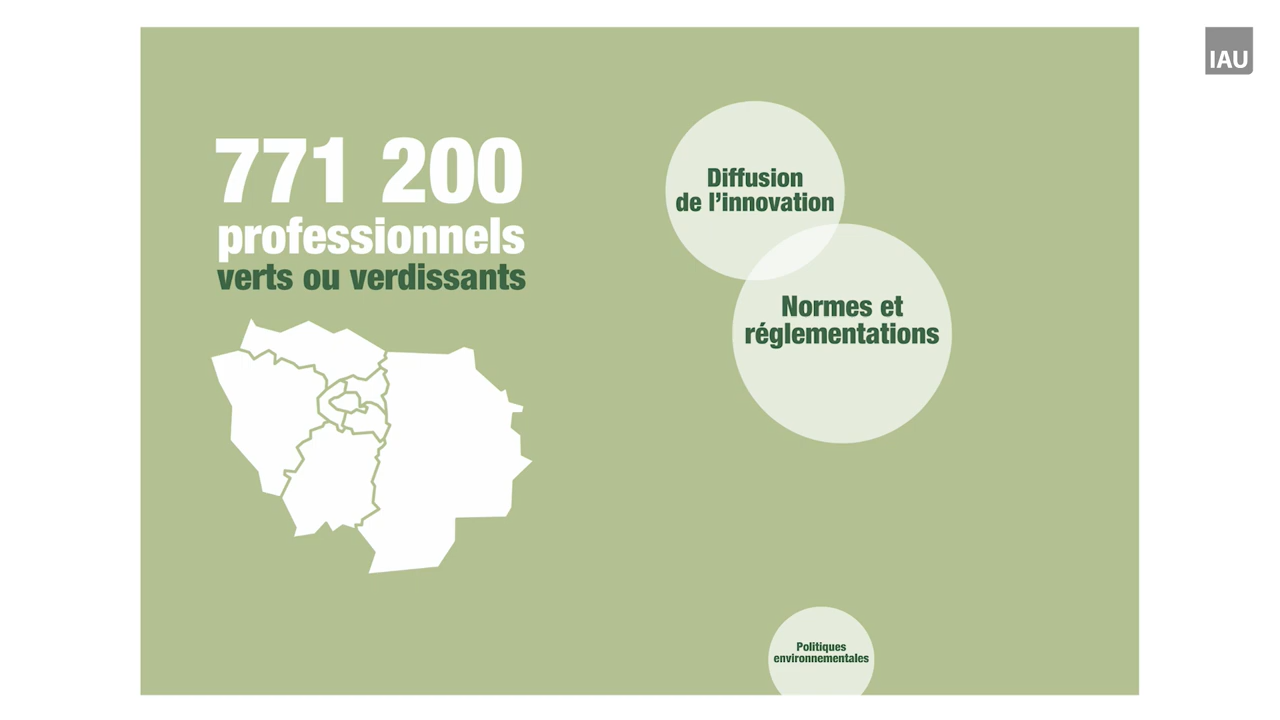 771 200
professionnels
verts ou verdissants
Diffusion
de l'innovation
Normes et
réglementations
Politiques
environnementales
IAU